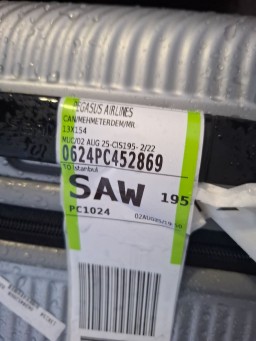 PEGASUS AIRLINES
CAN/MEHMETERDEM/MR
13X154
MUC/02 AUG 25-CIS195- 2/22
0624PC452869
TO Istanbul
SAW 195
PC1024